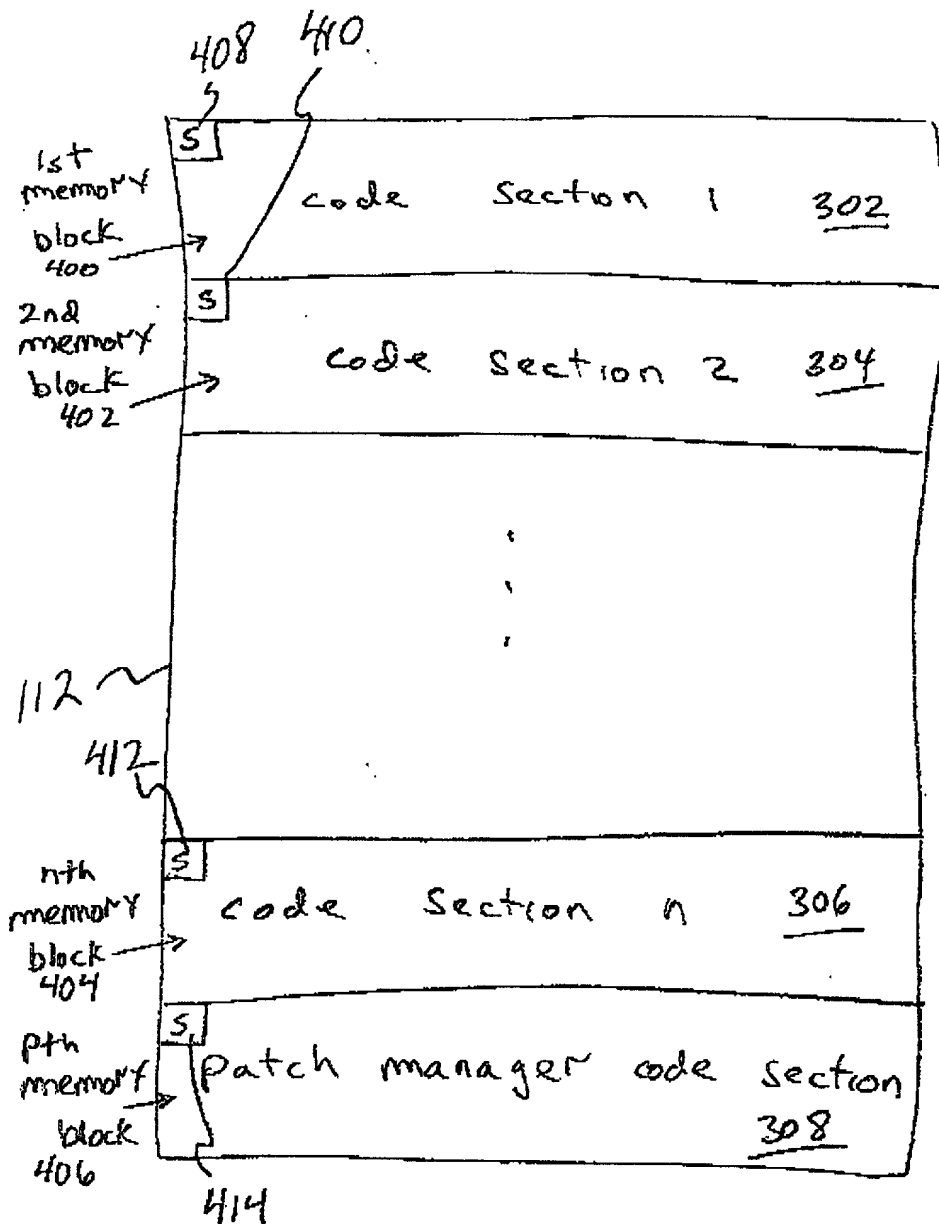 408
410
S
1st
memory
block
400
code section 1 302
S
2nd
memory
block
402
code section 2 304
112
412
S
nth
memory
block
404
code section n 306
S
pth
memory
block
406
patch manager code section
308
414